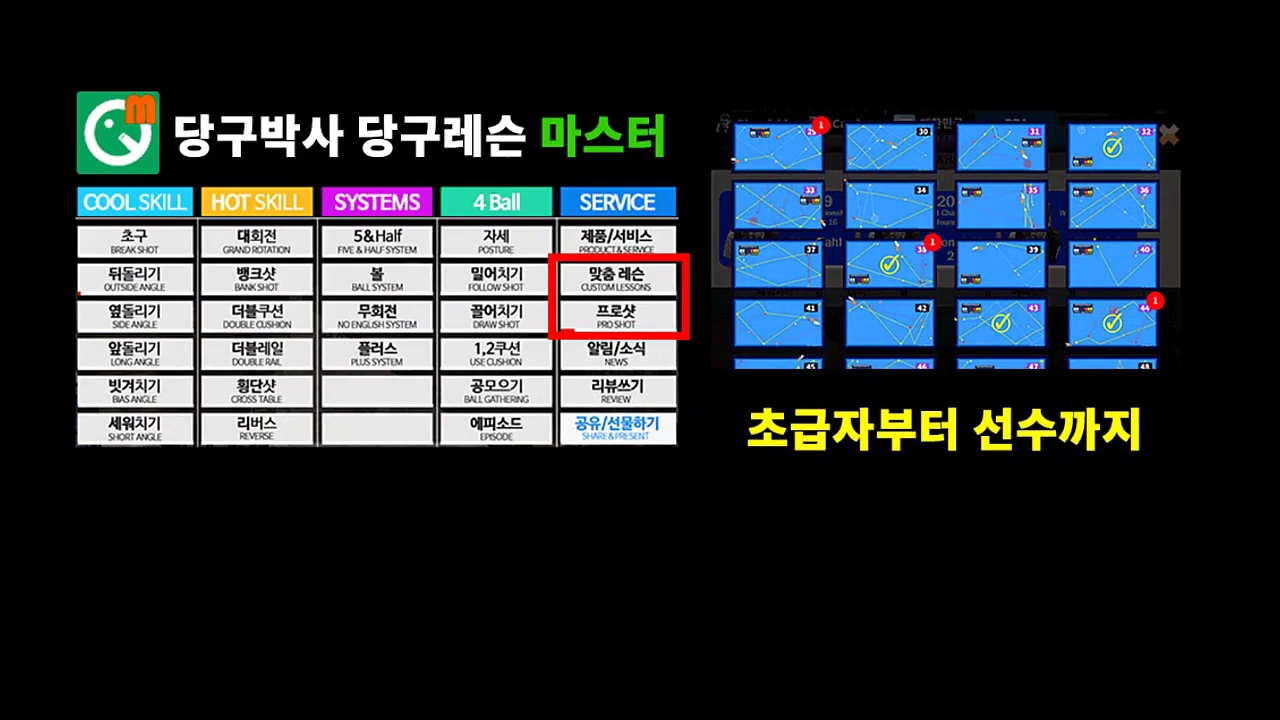 m
당구박사 당구레슨 마스터
COOL SKILL HOT SKILL SYSTEMS 4 Ball SERVICE
초구 대회전 5&Half 자세 제품/서비스
BREAK SHOT GRAND ROTATION FIVE & HALF SYSTEM POSTURE PRODUCT & SERVICE
뒤돌리기 뱅크샷 볼 밀어치기 맞춤 레슨
OUTSIDE ANGLE BANK SHOT BALL SYSTEM FOLLOW SHOT CUSTOM LESSONS
옆돌리기 더블쿠션 무회전 끌어치기 프로샷
SIDE ANGLE DOUBLE CUSHION NO ENGLISH SYSTEM DRAW SHOT PRO SHOT
앞돌리기 더블레일 플러스 1,2쿠션 알림/소식
LONG ANGLE DOUBLE RAIL PLUS SYSTEM USE CUSHION NEWS
빗겨치기 횡단샷 공모으기 리뷰쓰기
BIAS ANGLE CROSS TABLE BALL GATHERING REVIEW
세워치기 리버스 에피소드 공유/선물하기
SHORT ANGLE REVERSE EPISODE SHARE & PRESENT
1
30 31 32
33 34 35 36
1
37 39 40
1
41 42 43 44
45 46 47 48
초급자부터 선수까지